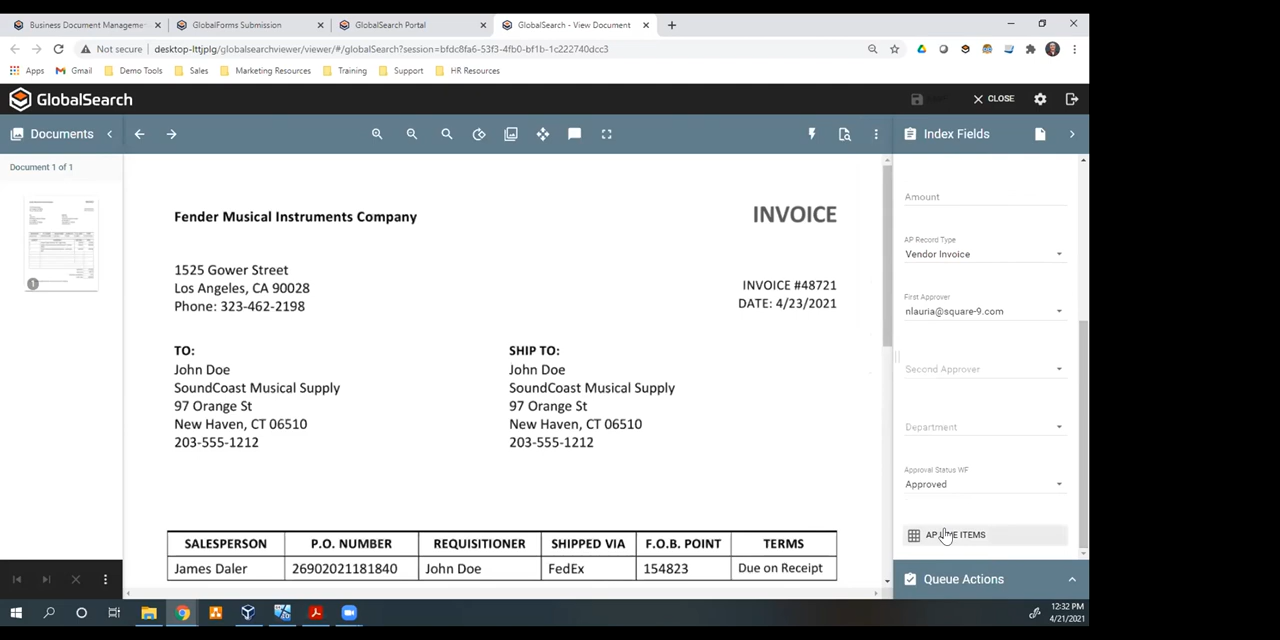 Business Document Manageme
GlobalForms Submission
GlobalSearch Portal
GlobalSearch - View Document
Not secure
desktop-lttjplg/globalsearchviewer/viewer/#/globalSearch?session=bfdc8fa6-53f3-4fb0-bf1b-1c222740dcc3
Apps
Gmail
Demo Tools
Sales
Marketing Resources
Training
Support
HR Resources
GlobalSearch
CLOSE
Documents
Index Fields
Document 1 of 1
1
Fender Musical Instruments Company
INVOICE
1525 Gower Street
Los Angeles, CA 90028
Phone: 323-462-2198
INVOICE #48721
DATE: 4/23/2021
TO:
John Doe
SoundCoast Musical Supply
97 Orange St
New Haven, CT 06510
203-555-1212
SHIP TO:
John Doe
SoundCoast Musical Supply
97 Orange St
New Haven, CT 06510
203-555-1212
SALESPERSON P.O. NUMBER REQUISITIONER SHIPPED VIA F.O.B. POINT TERMS
James Daler 26902021181840 John Doe FedEx 154823 Due on Receipt
Amount
AP Record Type
Vendor Invoice
First Approver
nlauria@square-9.com
Second Approver
Department
Approval Status WF
Approved
AP LINE ITEMS
Queue Actions
12:32 PM
4/21/2021